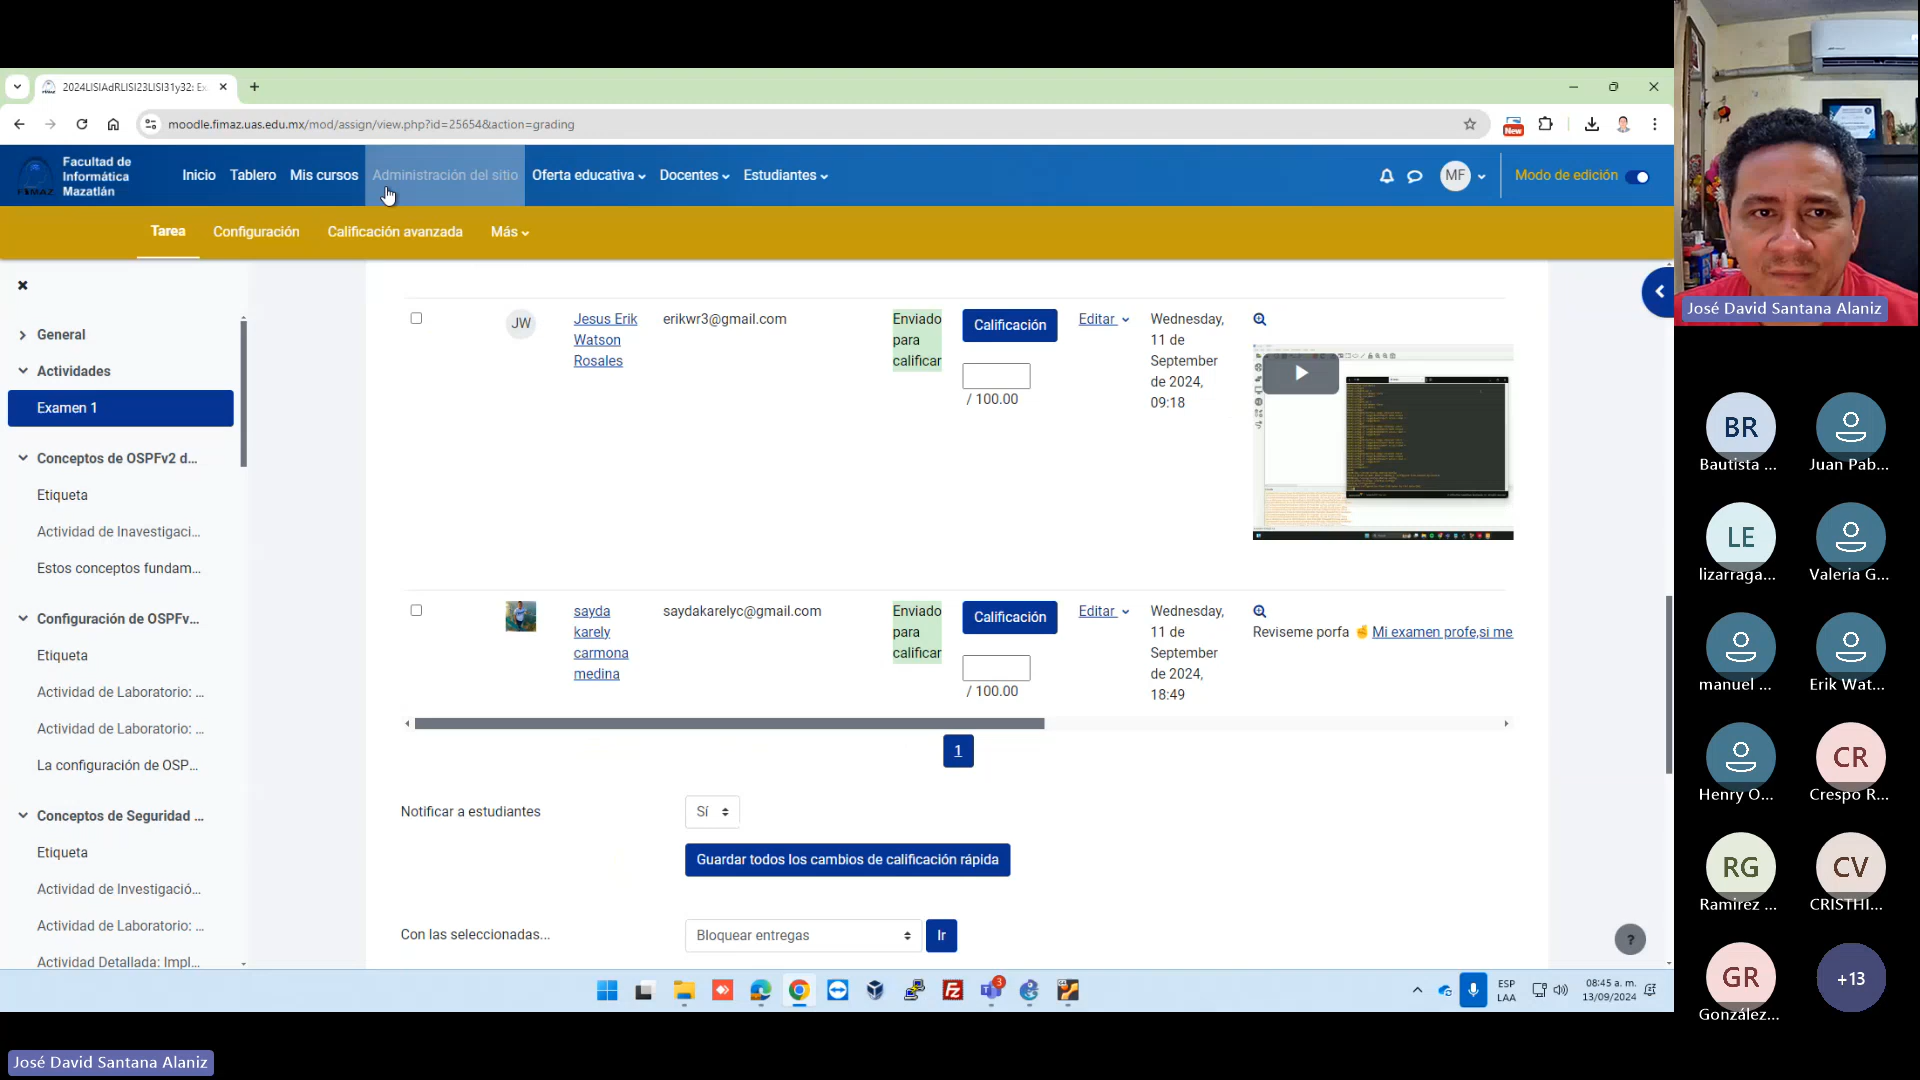 2024LISIAdRLISI23LISI31y32: Ex
moodle.fimaz.uas.edu.mx/mod/assign/view.php?id=25654&action=grading
New
Facultad de
Informática
Mazatlán
Inicio
Tablero
Mis cursos
Administración del sitio
Oferta educativa
Docentes
Estudiantes
MF
Modo de edición
Tarea
Configuración
Calificación avanzada
Más
General
Actividades
Examen 1
Conceptos de OSPFv2 d...
Etiqueta
Actividad de Inavestigaci...
Estos conceptos fundam...
Configuración de OSPFv...
Etiqueta
Actividad de Laboratorio: ...
Actividad de Laboratorio: ...
La configuración de OSP...
Conceptos de Seguridad ...
Etiqueta
Actividad de Investigació...
Actividad de Laboratorio: ...
Actividad Detallada: Impl...
JW
Jesus Erik
Watson
Rosales
erikwr3@gmail.com
Enviado
para
calificar
Calificación
/ 100.00
Editar
Wednesday,
11 de
September
de 2024,
09:18
sayda
karely
carmona
medina
saydakarelyc@gmail.com
Enviado
para
calificar
Calificación
/ 100.00
Editar
Wednesday,
11 de
September
de 2024,
18:49
Reviseme porfa ✌ Mi examen profe,si me
1
Notificar a estudiantes
Sí
Guardar todos los cambios de calificación rápida
Con las seleccionadas...
Bloquear entregas
Ir
?
3
ESP
LAA
08:45 a. m.
13/09/2024
José David Santana Alaniz
José David Santana Alaniz
BR
Bautista ...
Juan Pab...
LE
lizarraga...
Valeria G...
manuel ...
Erik Wat...
Henry O...
CR
Crespo R...
RG
Ramirez ...
CV
CRISTHI...
GR
González...
+13